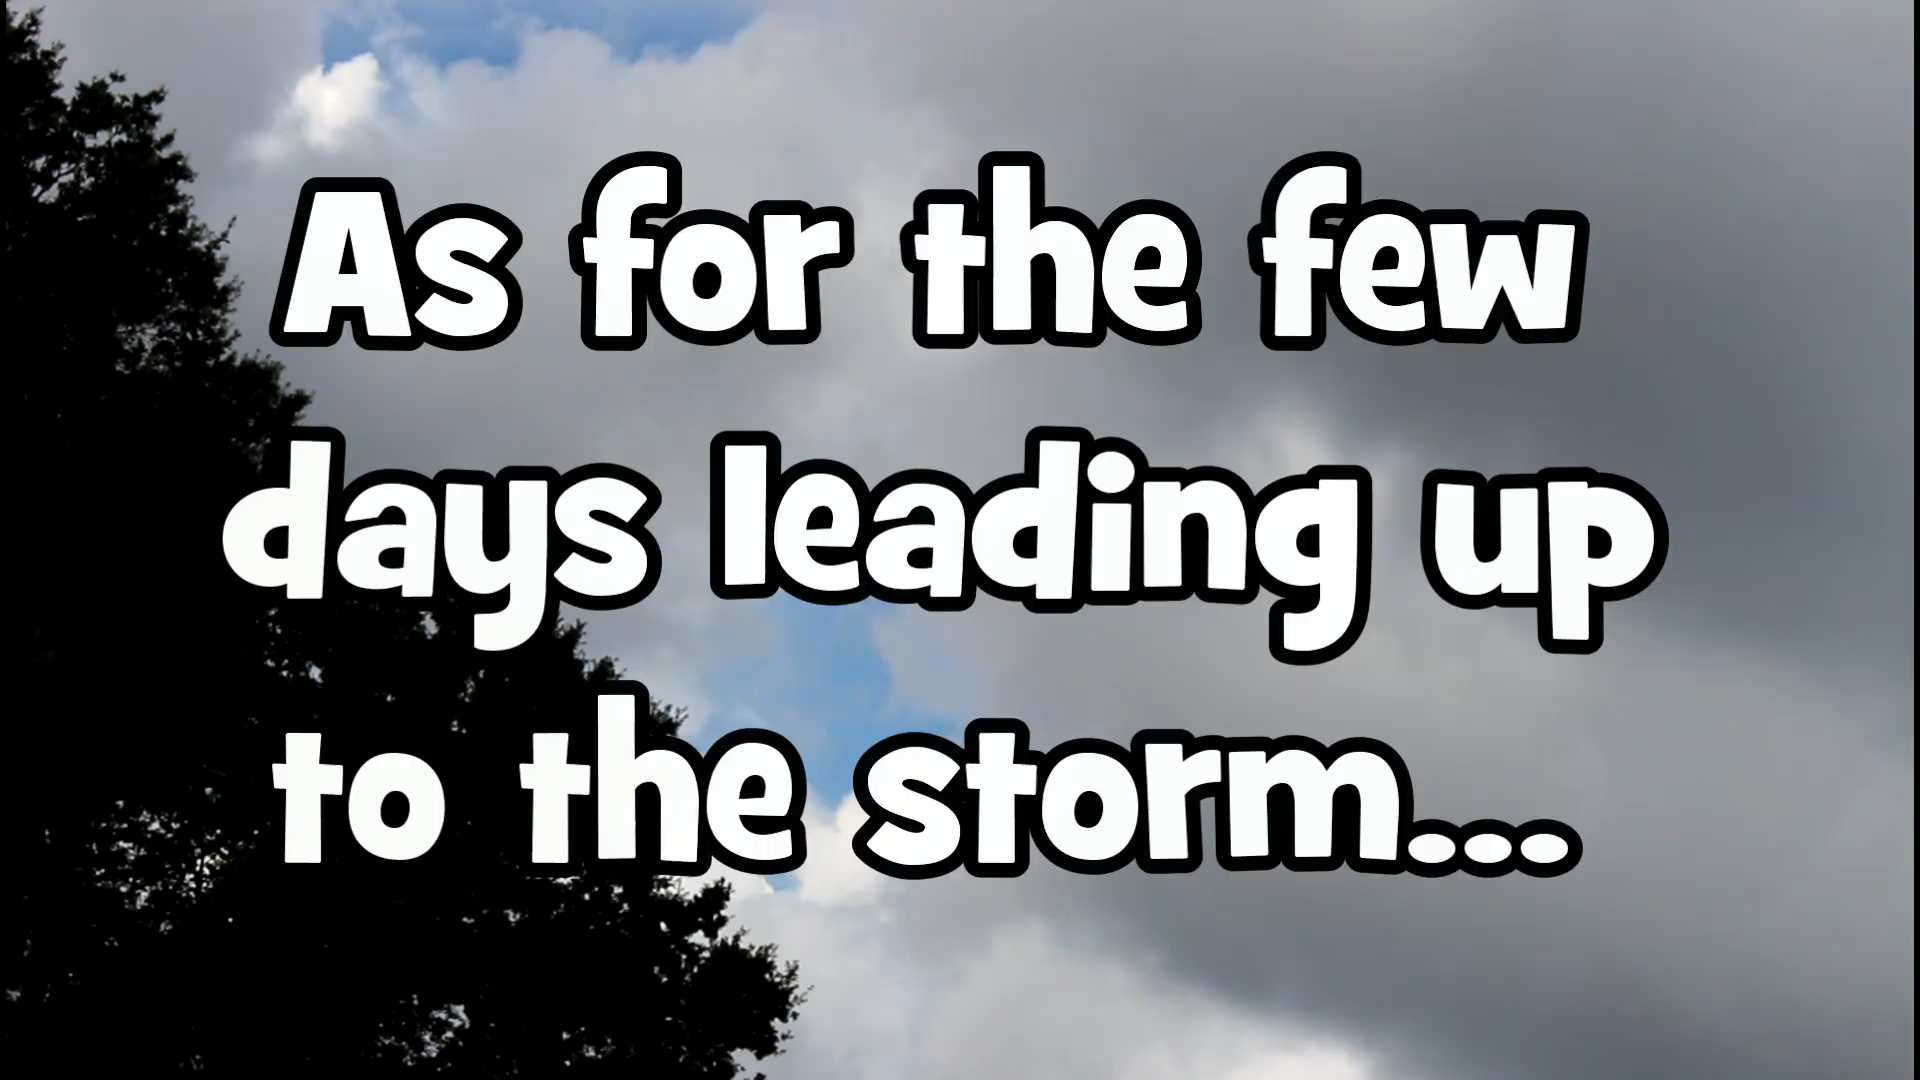 As for the few
days leading up
to the storm...